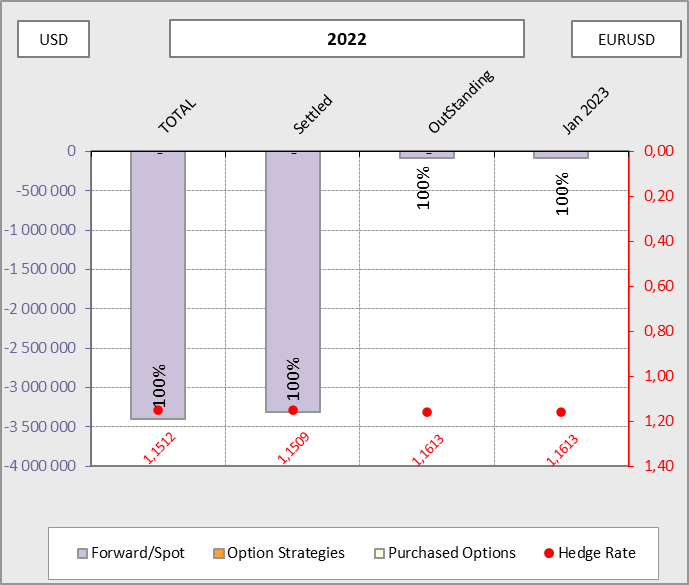 USD
2022
EURUSD
TOTAL
Settled
OutStanding
Jan 2023
0
-500 000
-1 000 000
-1 500 000
-2 000 000
-2 500 000
-3 000 000
-3 500 000
-4 000 000
100%
100%
100%
100%
1,1512
1,1509
1,1613
1,1613
0,00
0,20
0,40
0,60
0,80
1,00
1,20
1,40
Forward/Spot
Option Strategies
Purchased Options
Hedge Rate